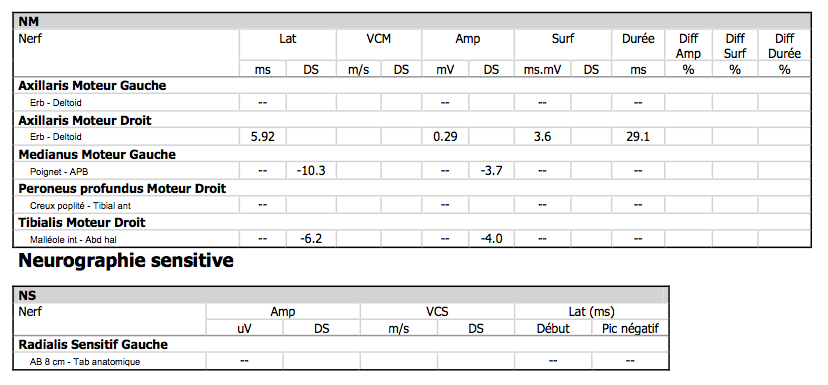 NM
Nerf Lat VCM Amp Surf Durée Diff Amp Diff Surf Diff Durée
ms DS m/s DS mV DS ms.mV DS ms % % %
Axillaris Moteur Gauche
Erb - Deltoid -- -- -- --
Axillaris Moteur Droit
Erb - Deltoid 5.92 0.29 3.6 29.1
Medianus Moteur Gauche
Poignet - APB -- -10.3 -- -3.7 -- --
Peroneus profundus Moteur Droit
Creux poplité - Tibial ant -- -- -- --
Tibialis Moteur Droit
Malléole int - Abd hal -- -6.2 -- -4.0 -- --
Neurographie sensitive
NS
Nerf Amp VCS Lat (ms)
uV DS m/s DS Début Pic négatif
Radialis Sensitif Gauche
AB 8 cm - Tab anatomique -- -- --